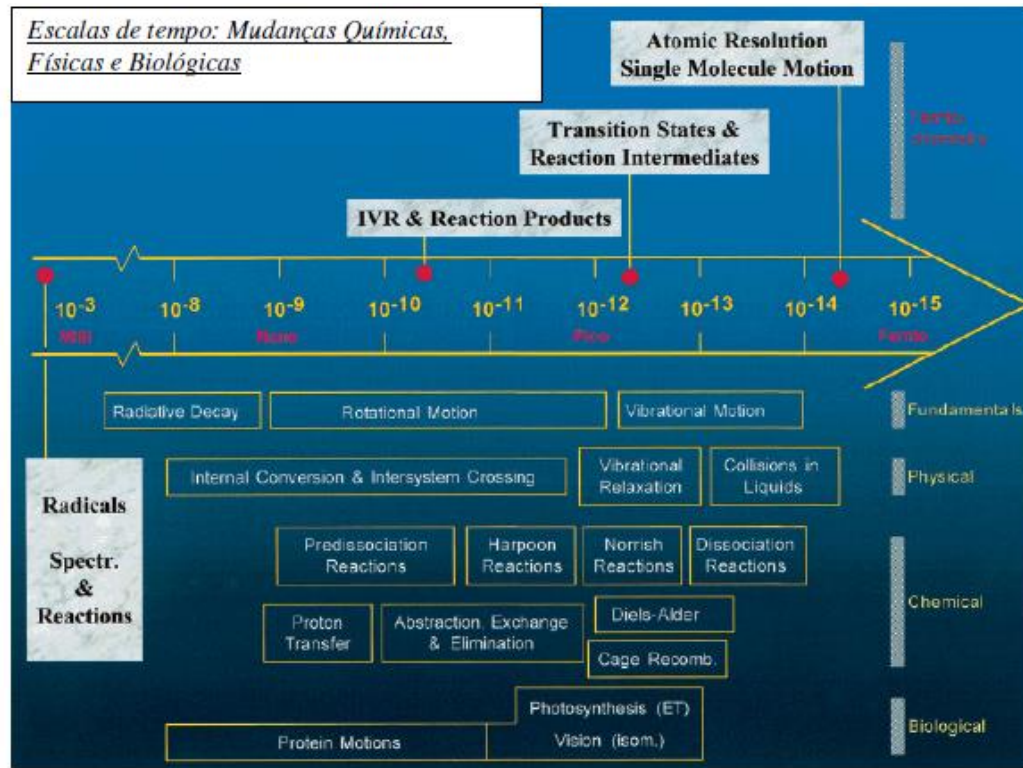 Escalas de tempo: Mudanças Químicas,
Físicas e Biológicas
Atomic Resolution
Single Molecule Motion
Transition States &
Reaction Intermediates
IVR & Reaction Products
10-3 10-8 10-9 10-10 10-11 10-12 10-13 10-14 10-15
Milli Nano Pico Femto
Radiative Decay Rotational Motion Vibrational Motion Fundamentals
Internal Conversion & Intersystem Crossing
Vibrational
Relaxation
Collisions in
Liquids
Physical
Radicals
Spectr.
&
Reactions
Predissociation
Reactions
Harpoon
Reactions
Norrish
Reactions
Dissociation
Reactions
Proton
Transfer
Abstraction, Exchange
& Elimination
Diels-Alder
Cage Recomb.
Chemical
Protein Motions
Photosynthesis (ET)
Vision (isom.)
Biological